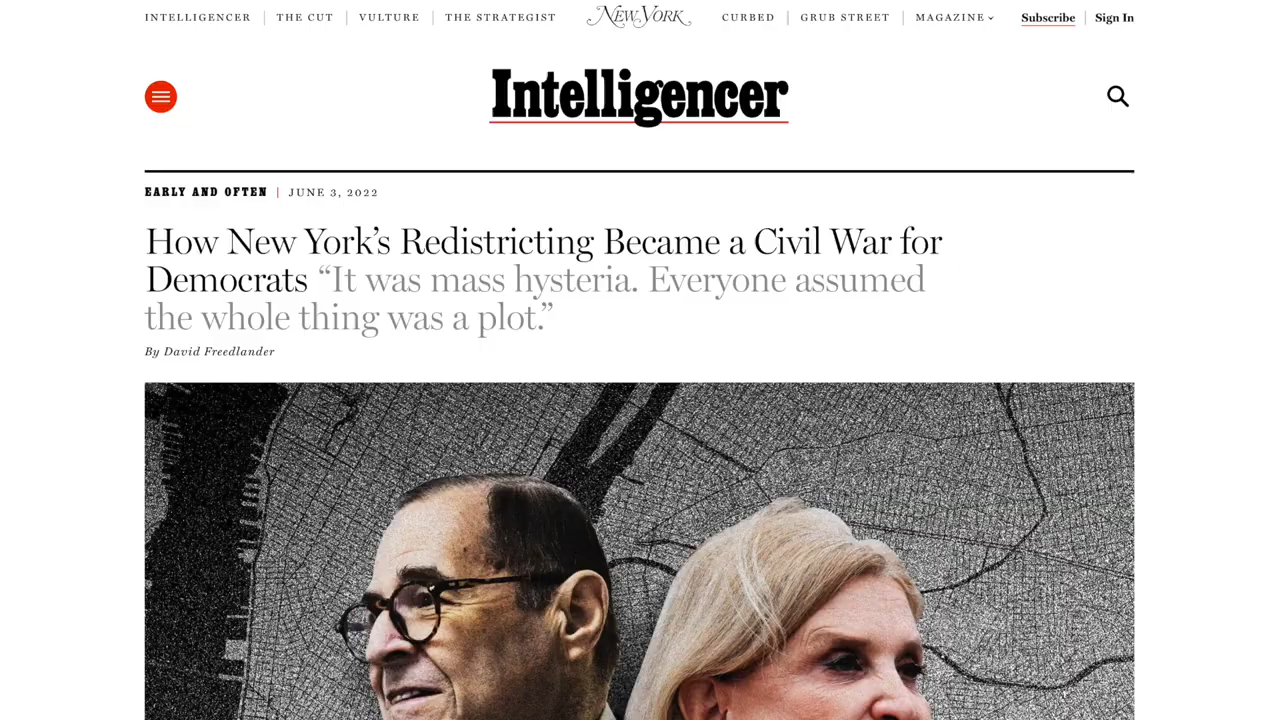 INTELLIGENCER THE CUT VULTURE THE STRATEGIST NEW YORK CURBED GRUB STREET MAGAZINE Subscribe Sign In
Intelligencer
EARLY AND OFTEN JUNE 3, 2022
How New York’s Redistricting Became a Civil War for
Democrats “It was mass hysteria. Everyone assumed
the whole thing was a plot.”
By David Freedlander